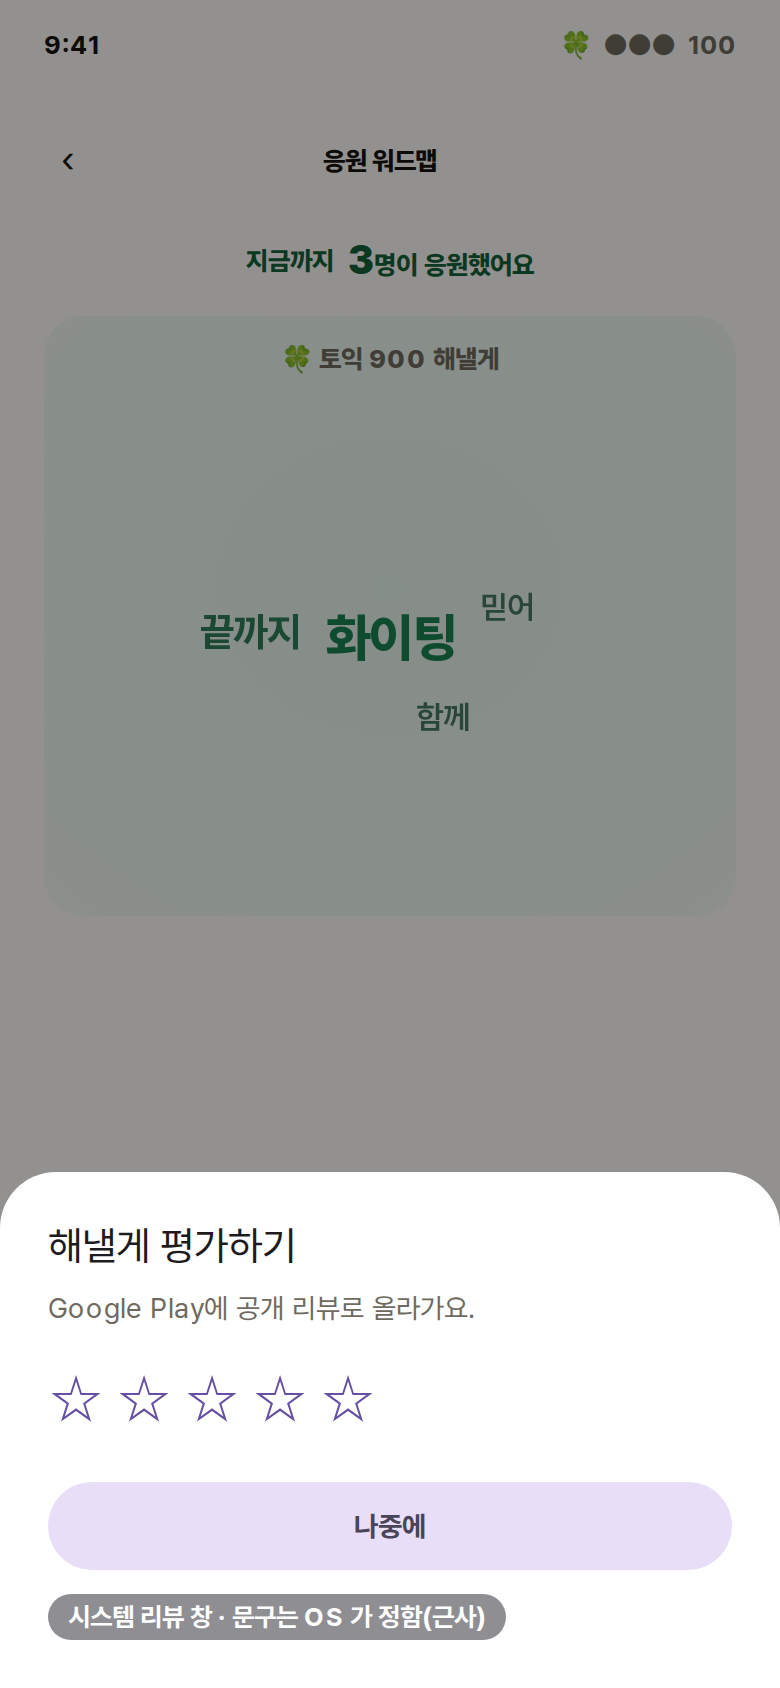 9:41 🍀 ●●● 100
‹ 응원 워드맵
지금까지 3명이 응원했어요
🍀 토익 900 해낼게
믿어
끝까지 화이팅
함께
해낼게 평가하기
Google Play에 공개 리뷰로 올라가요.
☆ ☆ ☆ ☆ ☆
나중에
시스템 리뷰 창 · 문구는 OS 가 정함(근사)